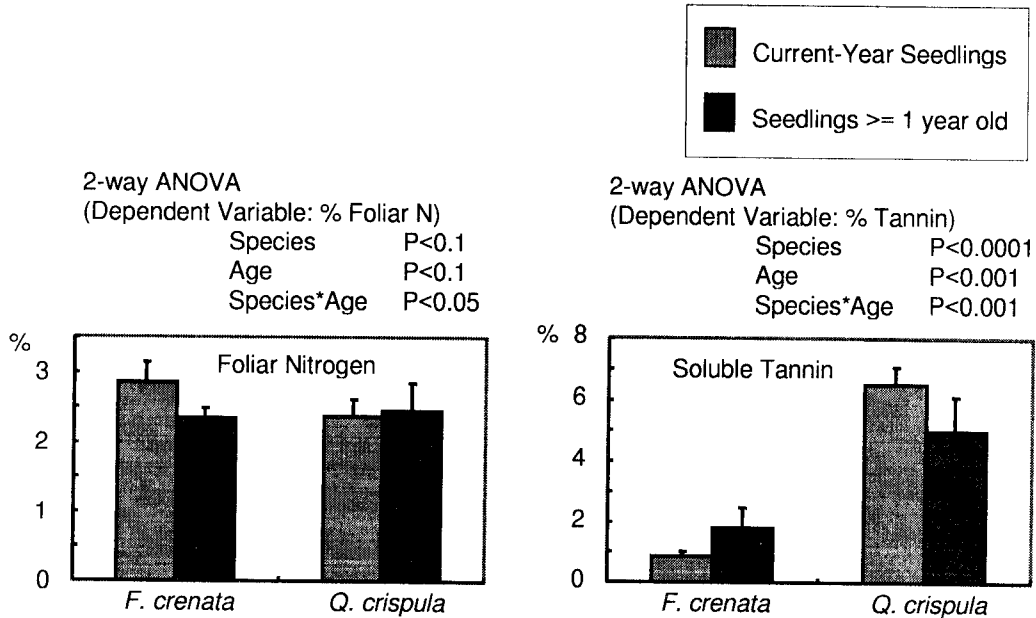 Current-Year Seedlings
Seedlings >= 1 year old
2-way ANOVA
(Dependent Variable: % Foliar N)
Species P<0.1
Age P<0.1
Species*Age P<0.05
%
Foliar Nitrogen
3
2
1
0
F. crenata Q. crispula
2-way ANOVA
(Dependent Variable: % Tannin)
Species P<0.0001
Age P<0.001
Species*Age P<0.001
%
Soluble Tannin
8
6
4
2
0
F. crenata Q. crispula